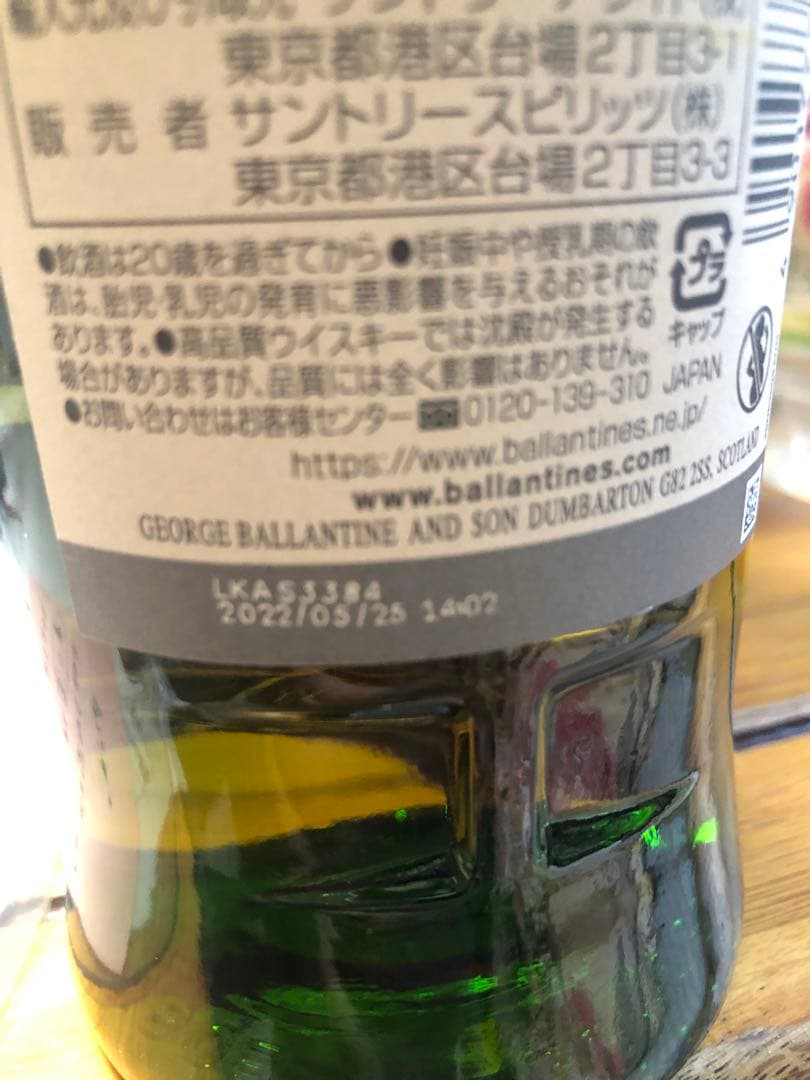 東京都港区台場2丁目3-1
販売者 サントリースピリッツ(株)
東京都港区台場2丁目3-3
●飲酒は20歳を過ぎてから●妊娠中や授乳期の飲
酒は、胎児・乳児の発育に悪影響を与えるおそれが
あります。●高品質ウイスキーでは沈殿が発生する
場合がありますが、品質には全く影響はありません。
●お問い合わせはお客様センター 0120-139-310
プラ
キャップ
JAPAN
https://www.ballantines.ne.jp/
www.ballantines.com
GEORGE BALLANTINE AND SON DUMBARTON G82 2SS, SCOTLAND
LKAS3384
2022/05/25 14:02